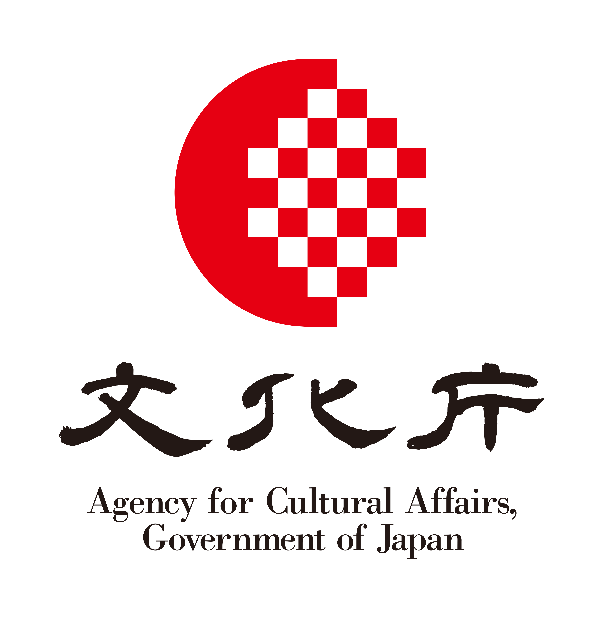 文化庁
Agency for Cultural Affairs,
Government of Japan